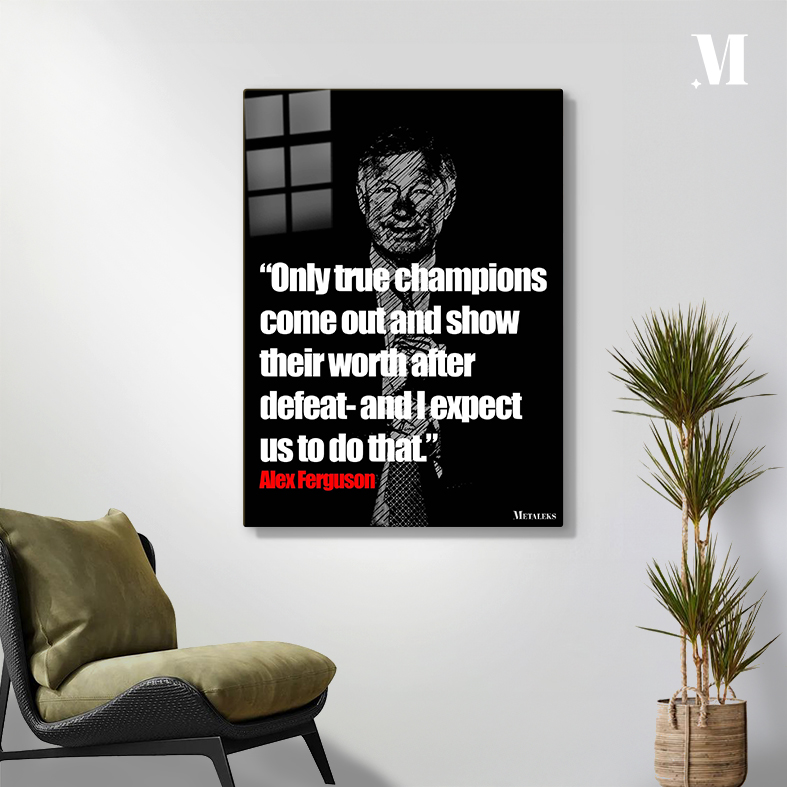 M
“Only true champions
come out and show
their worth after
defeat- and I expect
us to do that.”
Alex Ferguson
METALEKS